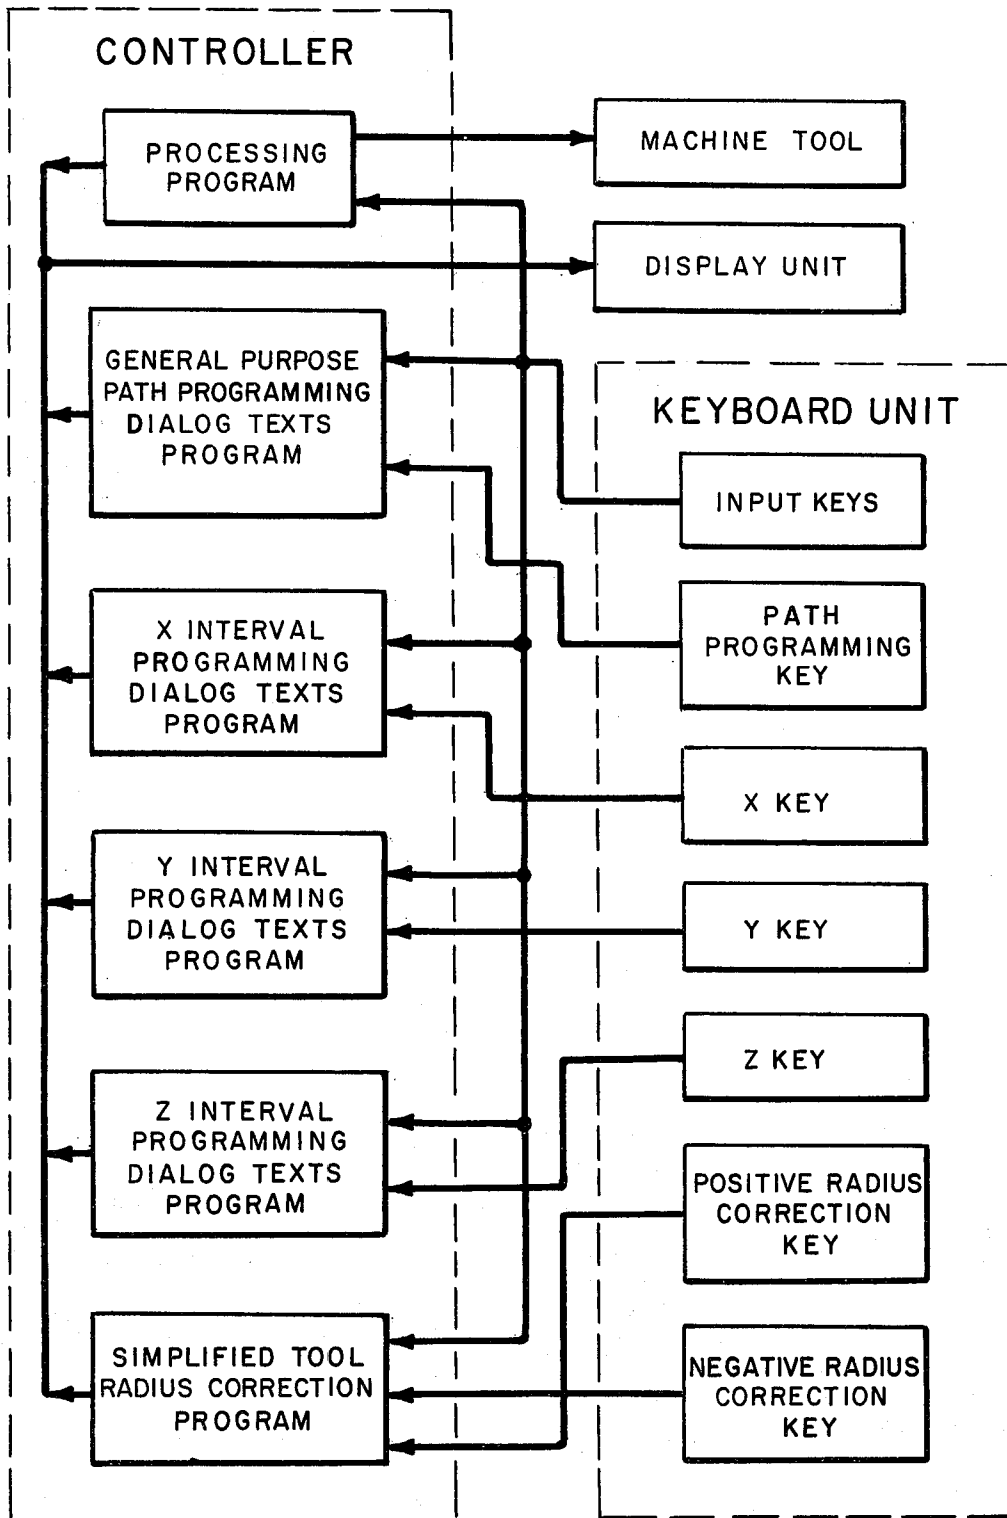 CONTROLLER
PROCESSING
PROGRAM
MACHINE TOOL
DISPLAY UNIT
GENERAL PURPOSE
PATH PROGRAMMING
DIALOG TEXTS
PROGRAM
KEYBOARD UNIT
INPUT KEYS
PATH
PROGRAMMING
KEY
X INTERVAL
PROGRAMMING
DIALOG TEXTS
PROGRAM
X KEY
Y INTERVAL
PROGRAMMING
DIALOG TEXTS
PROGRAM
Y KEY
Z KEY
Z INTERVAL
PROGRAMMING
DIALOG TEXTS
PROGRAM
POSITIVE RADIUS
CORRECTION
KEY
SIMPLIFIED TOOL
RADIUS CORRECTION
PROGRAM
NEGATIVE RADIUS
CORRECTION
KEY